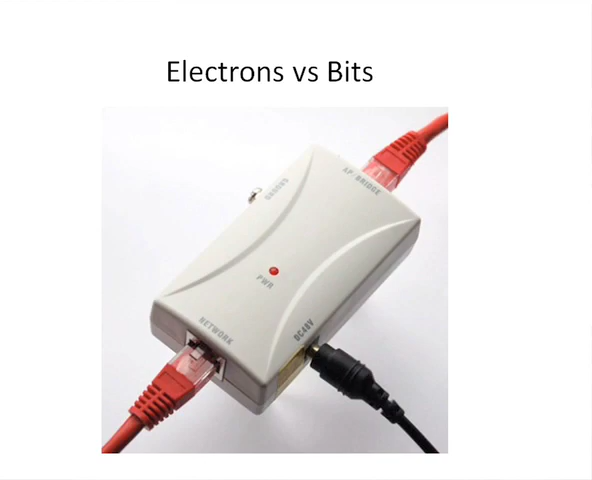 Electrons vs Bits
AP-BRIDGE
PWR
NETWORK
DC48V